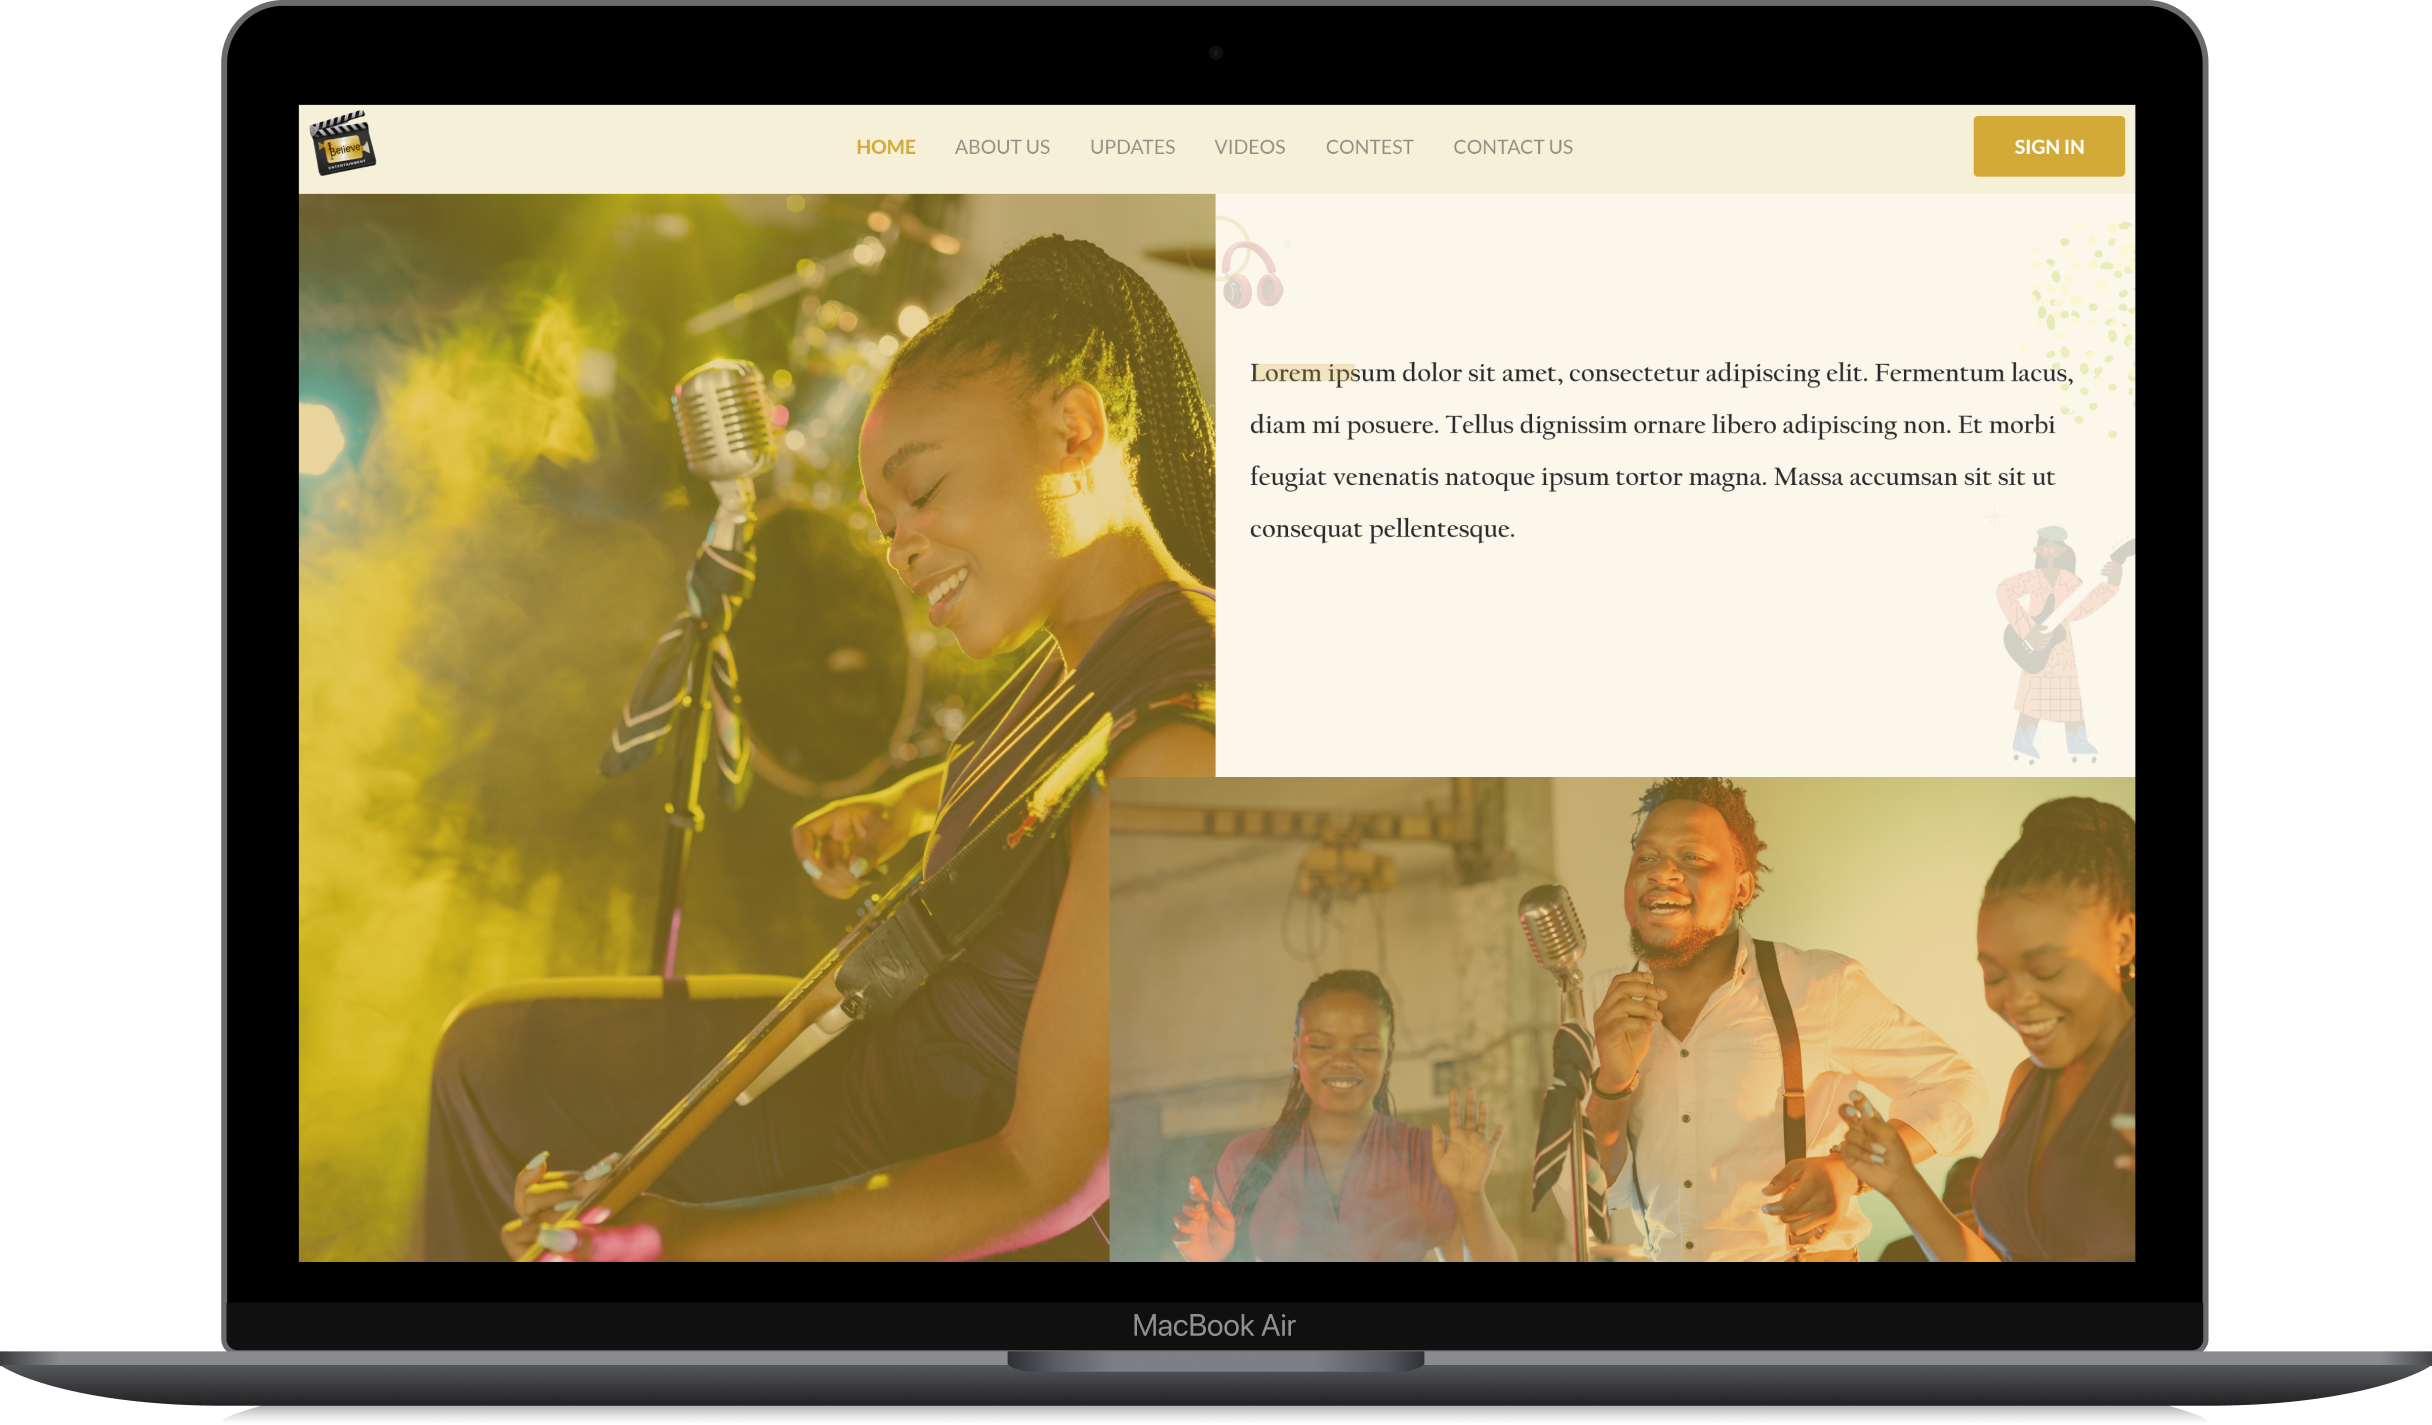 Believe
ENTERTAINMENT
HOME ABOUT US UPDATES VIDEOS CONTEST CONTACT US SIGN IN
Lorem ipsum dolor sit amet, consectetur adipiscing elit. Fermentum lacus,
diam mi posuere. Tellus dignissim ornare libero adipiscing non. Et morbi
feugiat venenatis natoque ipsum tortor magna. Massa accumsan sit sit ut
consequat pellentesque.
MacBook Air